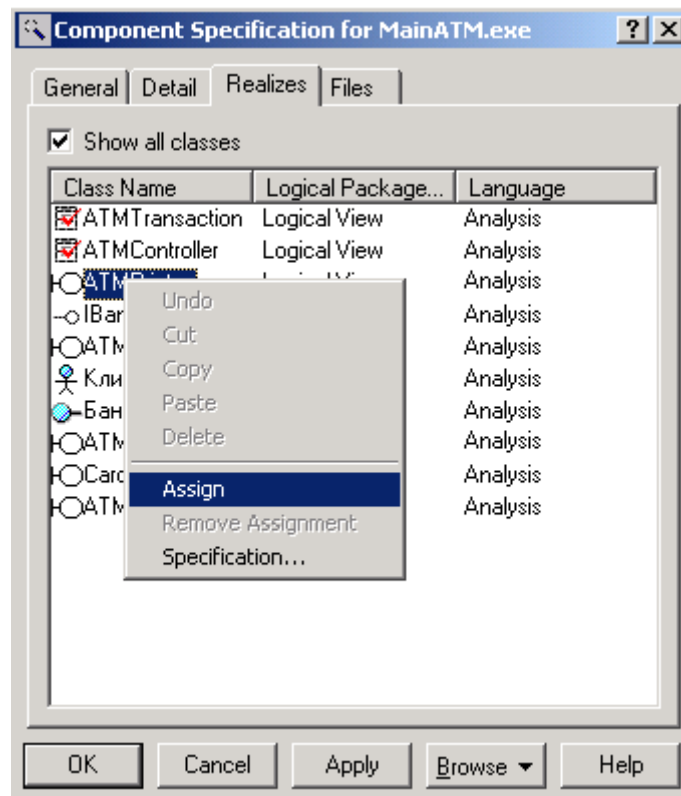 Component Specification for MainATM.exe
General Detail Realizes Files
Show all classes
Class Name Logical Package... Language
ATMTransaction Logical View Analysis
ATMController Logical View Analysis
Analysis
Analysis
Analysis
Analysis
Analysis
Analysis
Analysis
Analysis
Undo
Cut
Copy
Paste
Delete
Assign
Remove Assignment
Specification...
OK Cancel Apply Browse Help